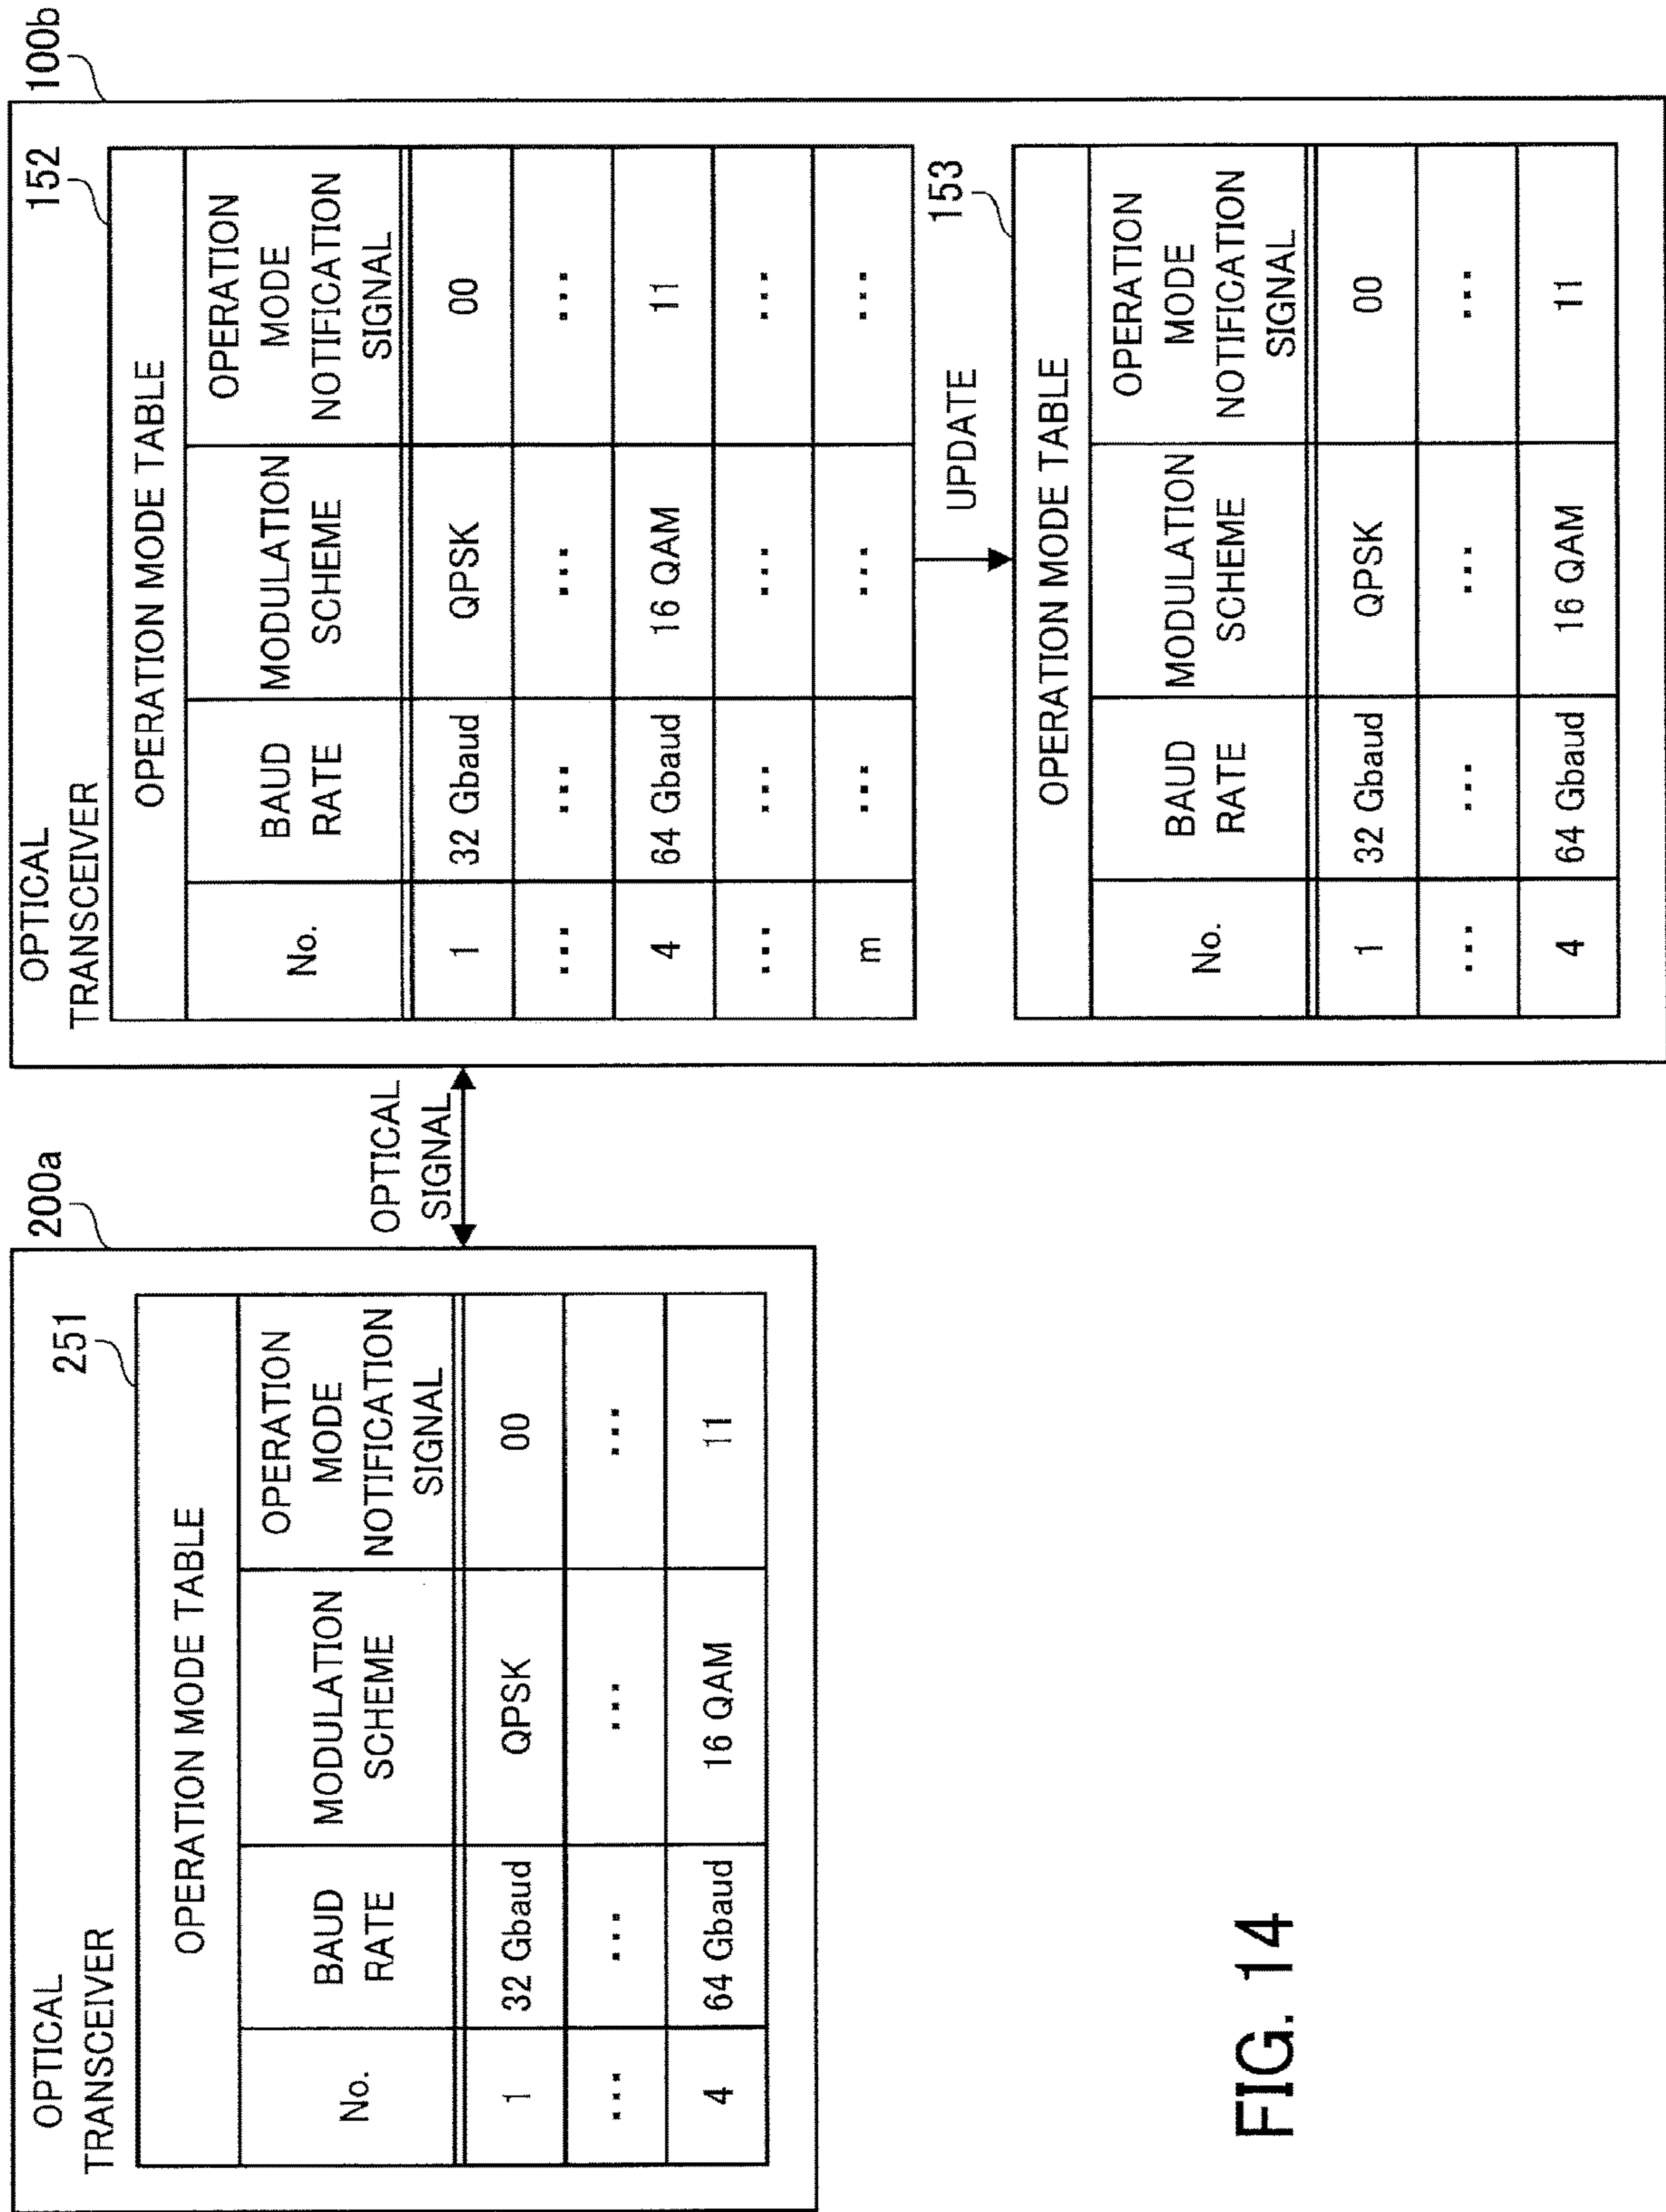 OPTICAL
TRANSCEIVER
200a
251
OPERATION MODE TABLE
No.
BAUD
RATE
MODULATION
SCHEME
OPERATION
MODE
NOTIFICATION
SIGNAL
1 32 Gbaud QPSK 00
... ... ... ...
4 64 Gbaud 16 QAM 11
OPTICAL
SIGNAL
OPTICAL
TRANSCEIVER
100b
152
OPERATION MODE TABLE
No.
BAUD
RATE
MODULATION
SCHEME
OPERATION
MODE
NOTIFICATION
SIGNAL
1 32 Gbaud QPSK 00
... ... ... ...
4 64 Gbaud 16 QAM 11
... ... ... ...
m ... ... ...
UPDATE
153
OPERATION MODE TABLE
No.
BAUD
RATE
MODULATION
SCHEME
OPERATION
MODE
NOTIFICATION
SIGNAL
1 32 Gbaud QPSK 00
... ... ... ...
4 64 Gbaud 16 QAM 11
FIG. 14